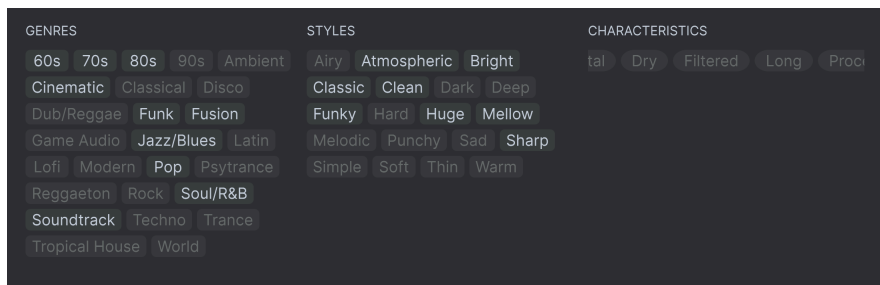 GENRES
60s 70s 80s 90s Ambient
Cinematic Classical Disco
Dub/Reggae Funk Fusion
Game Audio Jazz/Blues Latin
Lofi Modern Pop Psytrance
Reggaeton Rock Soul/R&B
Soundtrack Techno Trance
Tropical House World
STYLES
Airy Atmospheric Bright
Classic Clean Dark Deep
Funky Hard Huge Mellow
Melodic Punchy Sad Sharp
Simple Soft Thin Warm
CHARACTERISTICS
tal Dry Filtered Long Proc